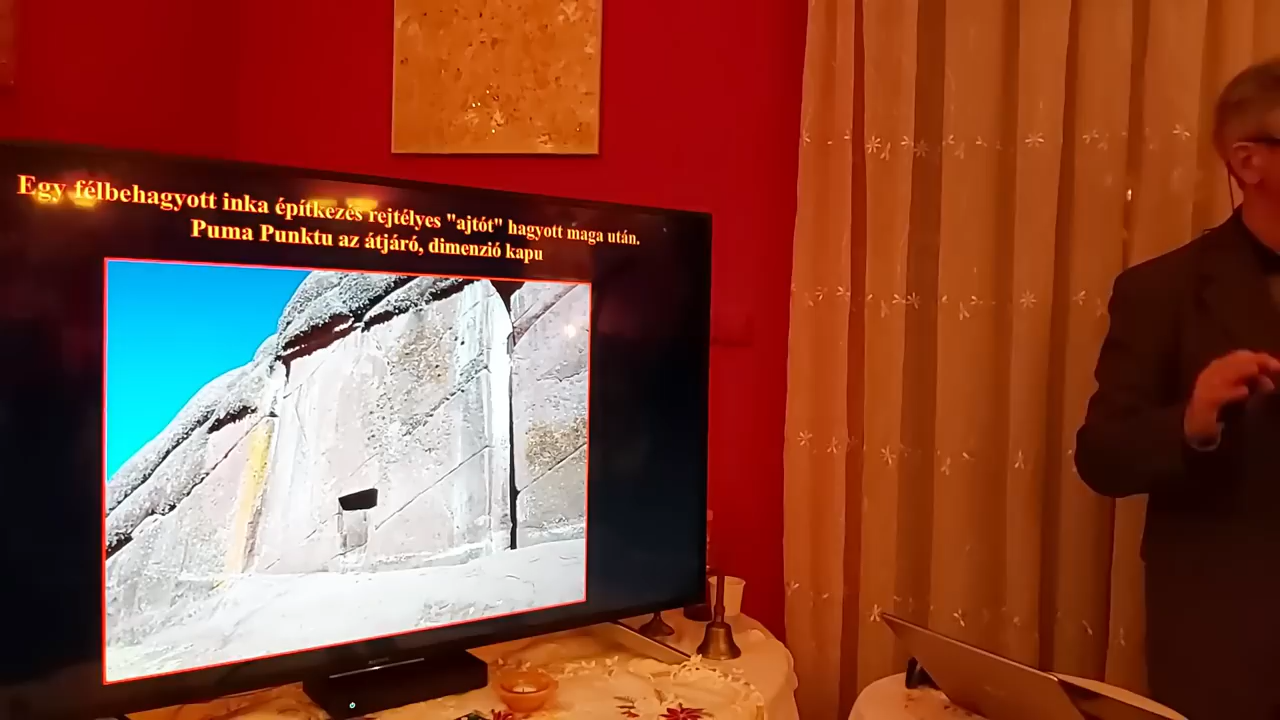 Egy félbehagyott inka építkezés rejtélyes "ajtót" hagyott maga után.
Puma Punktu az átjáró, dimenzió kapu